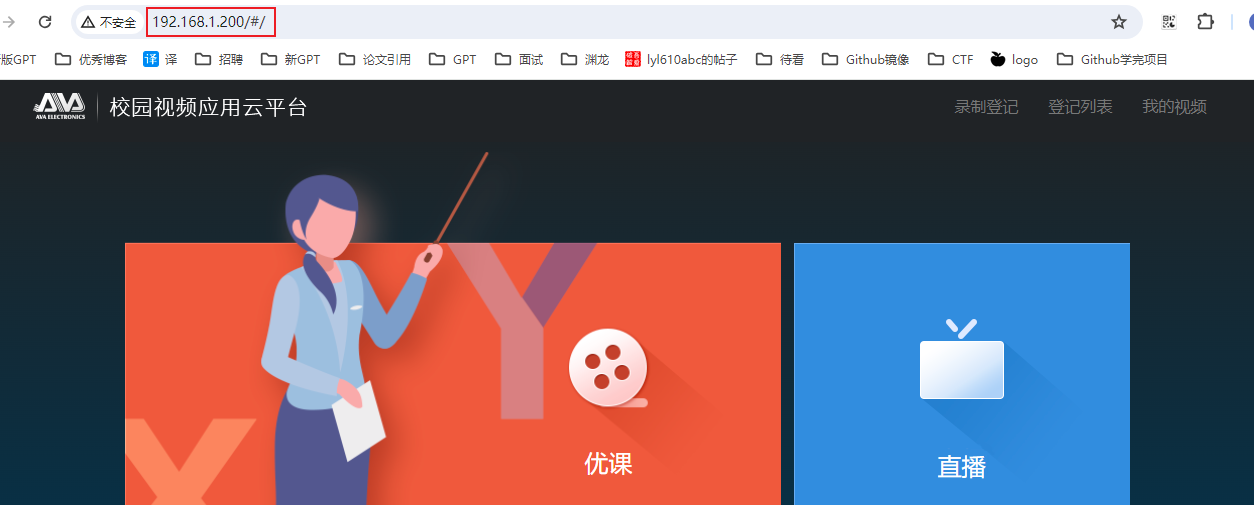 不安全 192.168.1.200/#/
版GPT 优秀博客 译 译 招聘 新GPT 论文引用 GPT 面试 渊龙 lyl610abc的帖子 待看 Github镜像 CTF logo Github学完项目
AVA
AVA ELECTRONICS
校园视频应用云平台 录制登记 登记列表 我的视频
Y
X
优课 直播